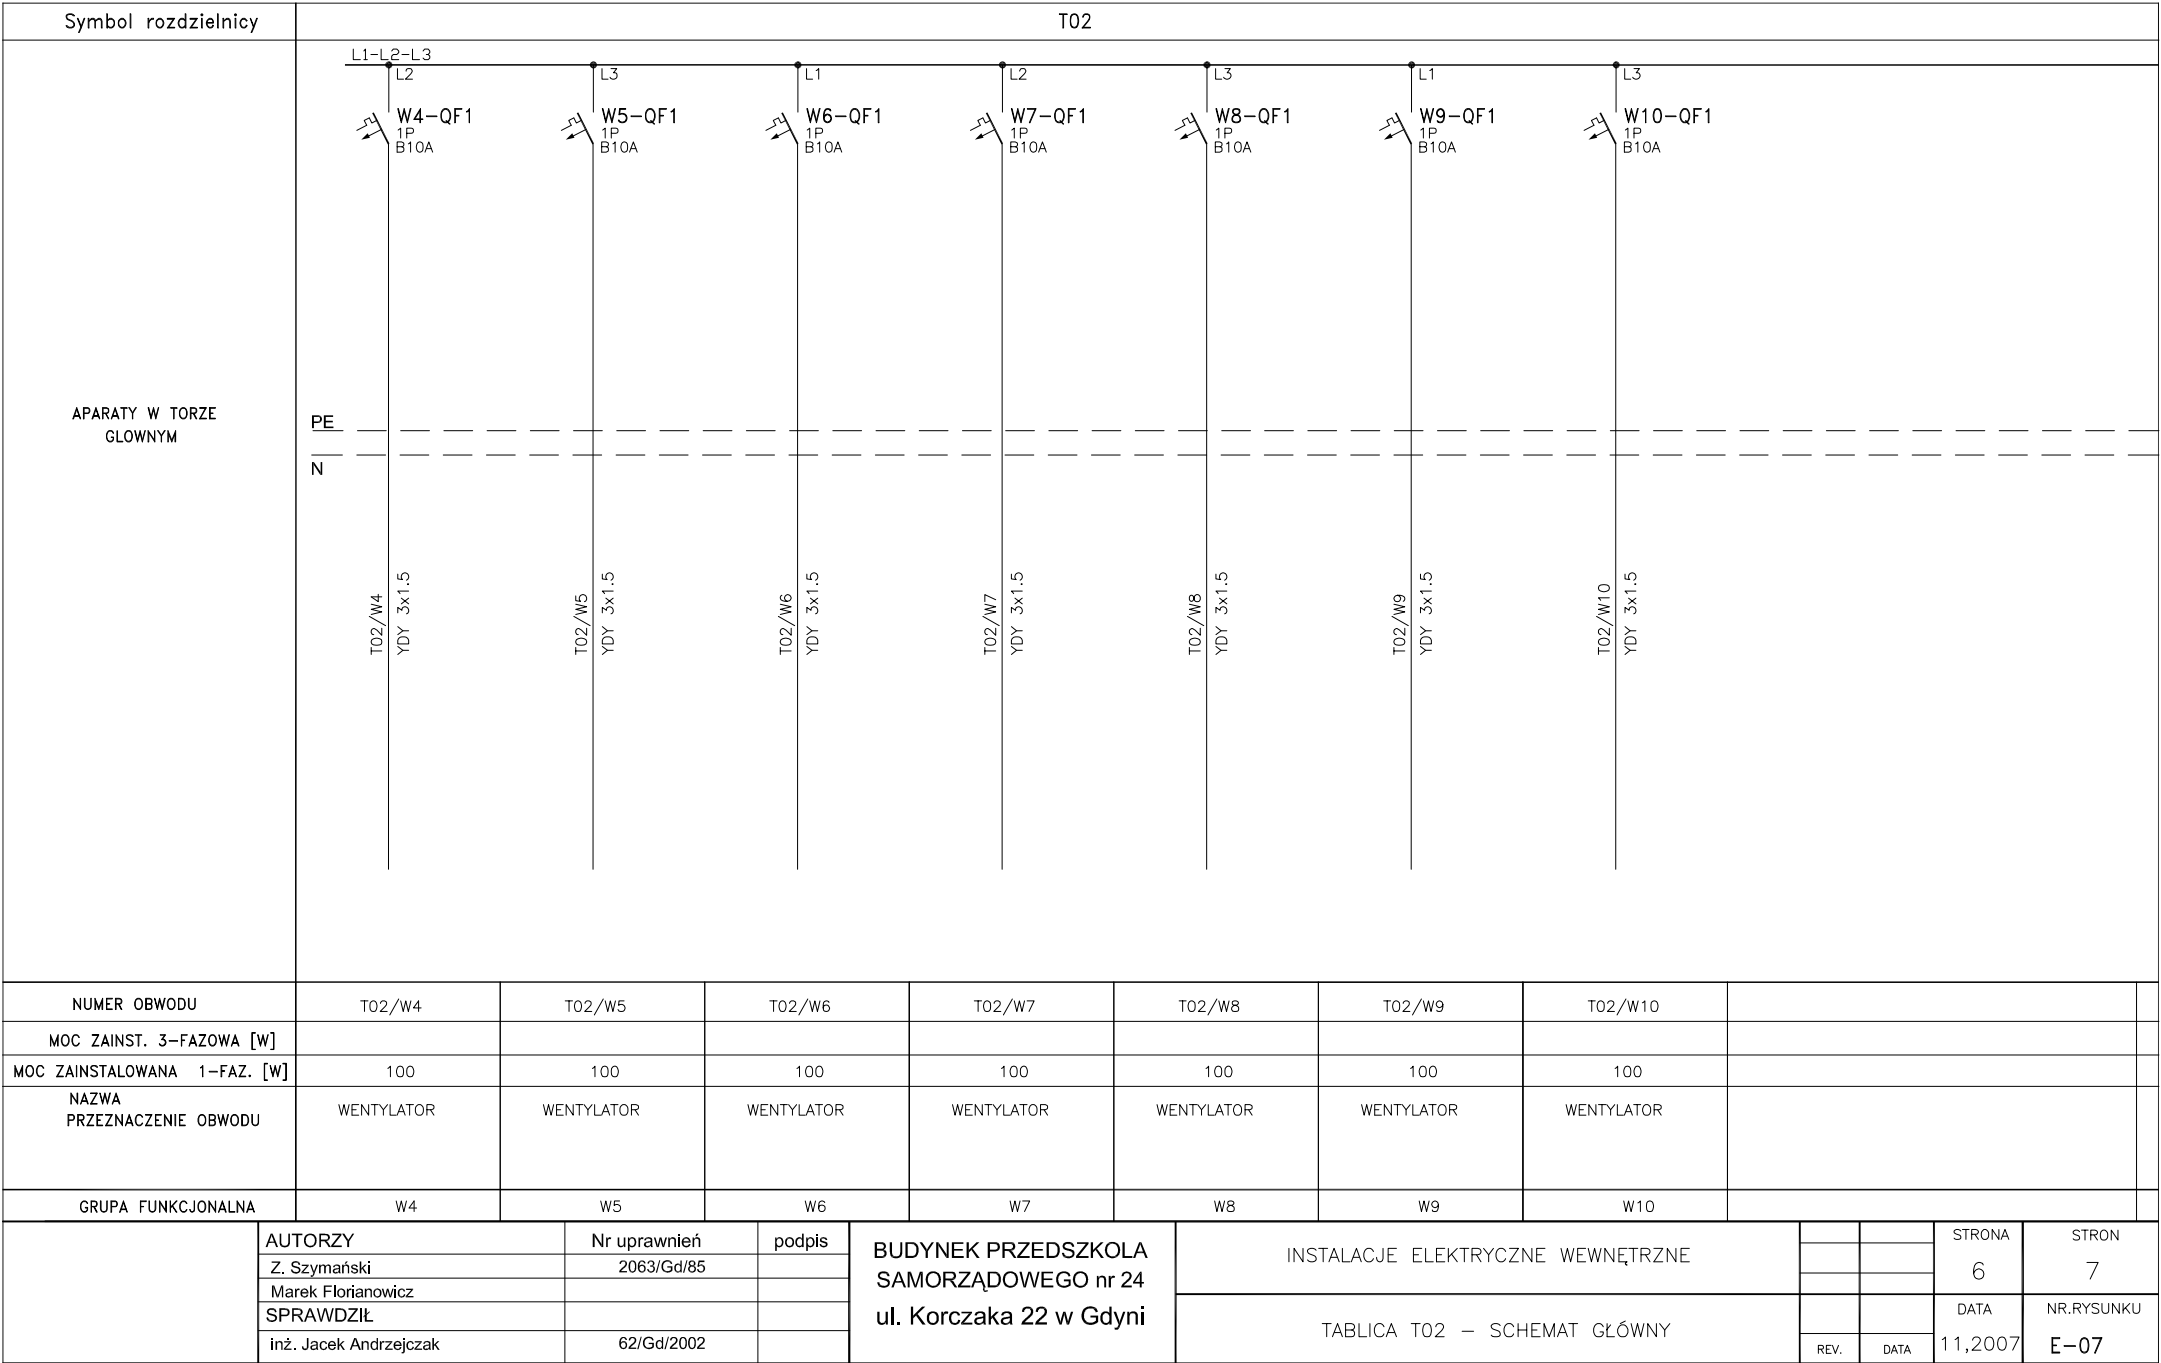 Symbol rozdzielnicy
T02
L1-L2-L3
L2
L3
L1
L2
L3
L1
L3
W4-QF1
1P
B10A
W5-QF1
1P
B10A
W6-QF1
1P
B10A
W7-QF1
1P
B10A
W8-QF1
1P
B10A
W9-QF1
1P
B10A
W10-QF1
1P
B10A
APARATY W TORZE
GLOWNYM
PE
N
T02/W4
YDY 3x1.5
T02/W5
YDY 3x1.5
T02/W6
YDY 3x1.5
T02/W7
YDY 3x1.5
T02/W8
YDY 3x1.5
T02/W9
YDY 3x1.5
T02/W10
YDY 3x1.5
NUMER OBWODU
T02/W4
T02/W5
T02/W6
T02/W7
T02/W8
T02/W9
T02/W10
MOC ZAINST. 3-FAZOWA [W]
MOC ZAINSTALOWANA 1-FAZ. [W]
100
100
100
100
100
100
100
NAZWA
PRZEZNACZENIE OBWODU
WENTYLATOR
WENTYLATOR
WENTYLATOR
WENTYLATOR
WENTYLATOR
WENTYLATOR
WENTYLATOR
GRUPA FUNKCJONALNA
W4
W5
W6
W7
W8
W9
W10
AUTORZY
Nr uprawnień
podpis
Z. Szymański
2063/Gd/85
Marek Florianowicz
SPRAWDZIŁ
inż. Jacek Andrzejczak
62/Gd/2002
BUDYNEK PRZEDSZKOLA
SAMORZĄDOWEGO nr 24
ul. Korczaka 22 w Gdyni
INSTALACJE ELEKTRYCZNE WEWNĘTRZNE
TABLICA T02 - SCHEMAT GŁÓWNY
REV.
DATA
STRONA
6
STRON
7
DATA
11,2007
NR.RYSUNKU
E-07